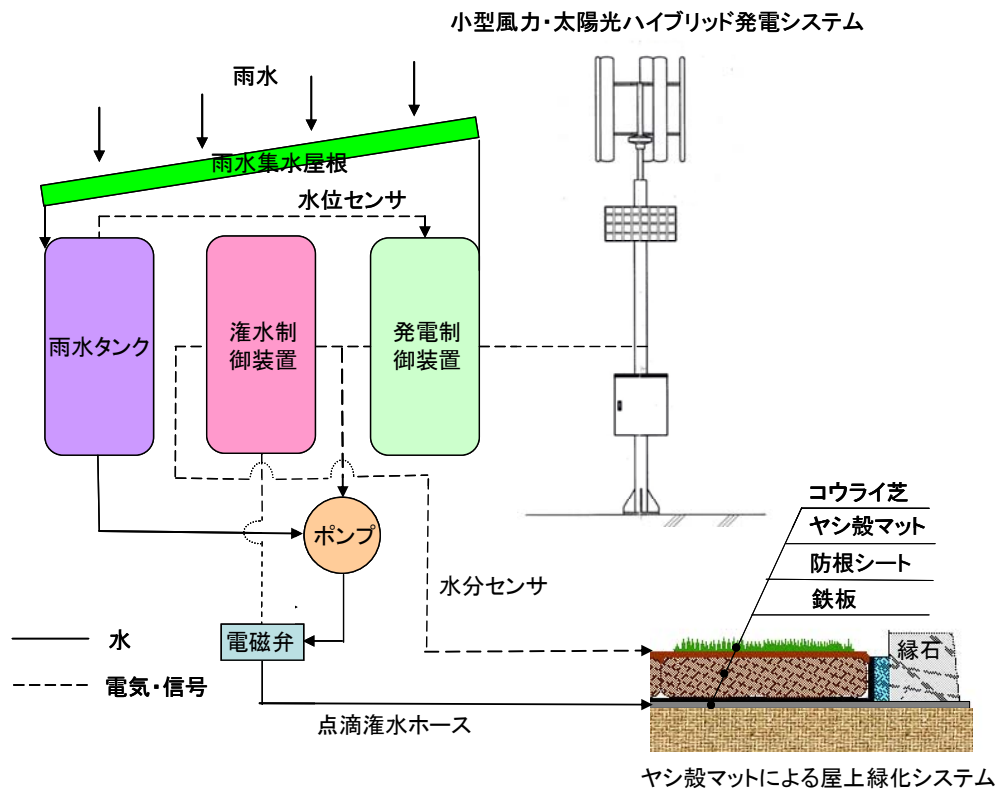 小型風力・太陽光ハイブリッド発電システム
雨水
雨水集水屋根
水位センサ
雨水タンク
潅水制
御装置
発電制
御装置
ポンプ
コウライ芝
ヤシ殻マット
防根シート
鉄板
水分センサ
電磁弁
水
電気・信号
縁石
点滴潅水ホース
ヤシ殻マットによる屋上緑化システム